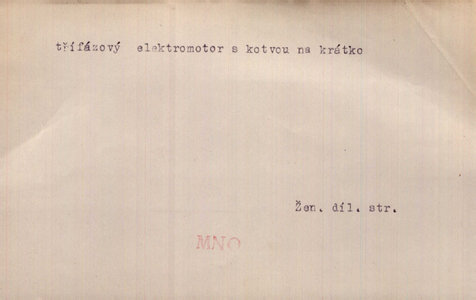 třífázový elektromotor s kotvou na krátko
Žen. díl. str.
MNO